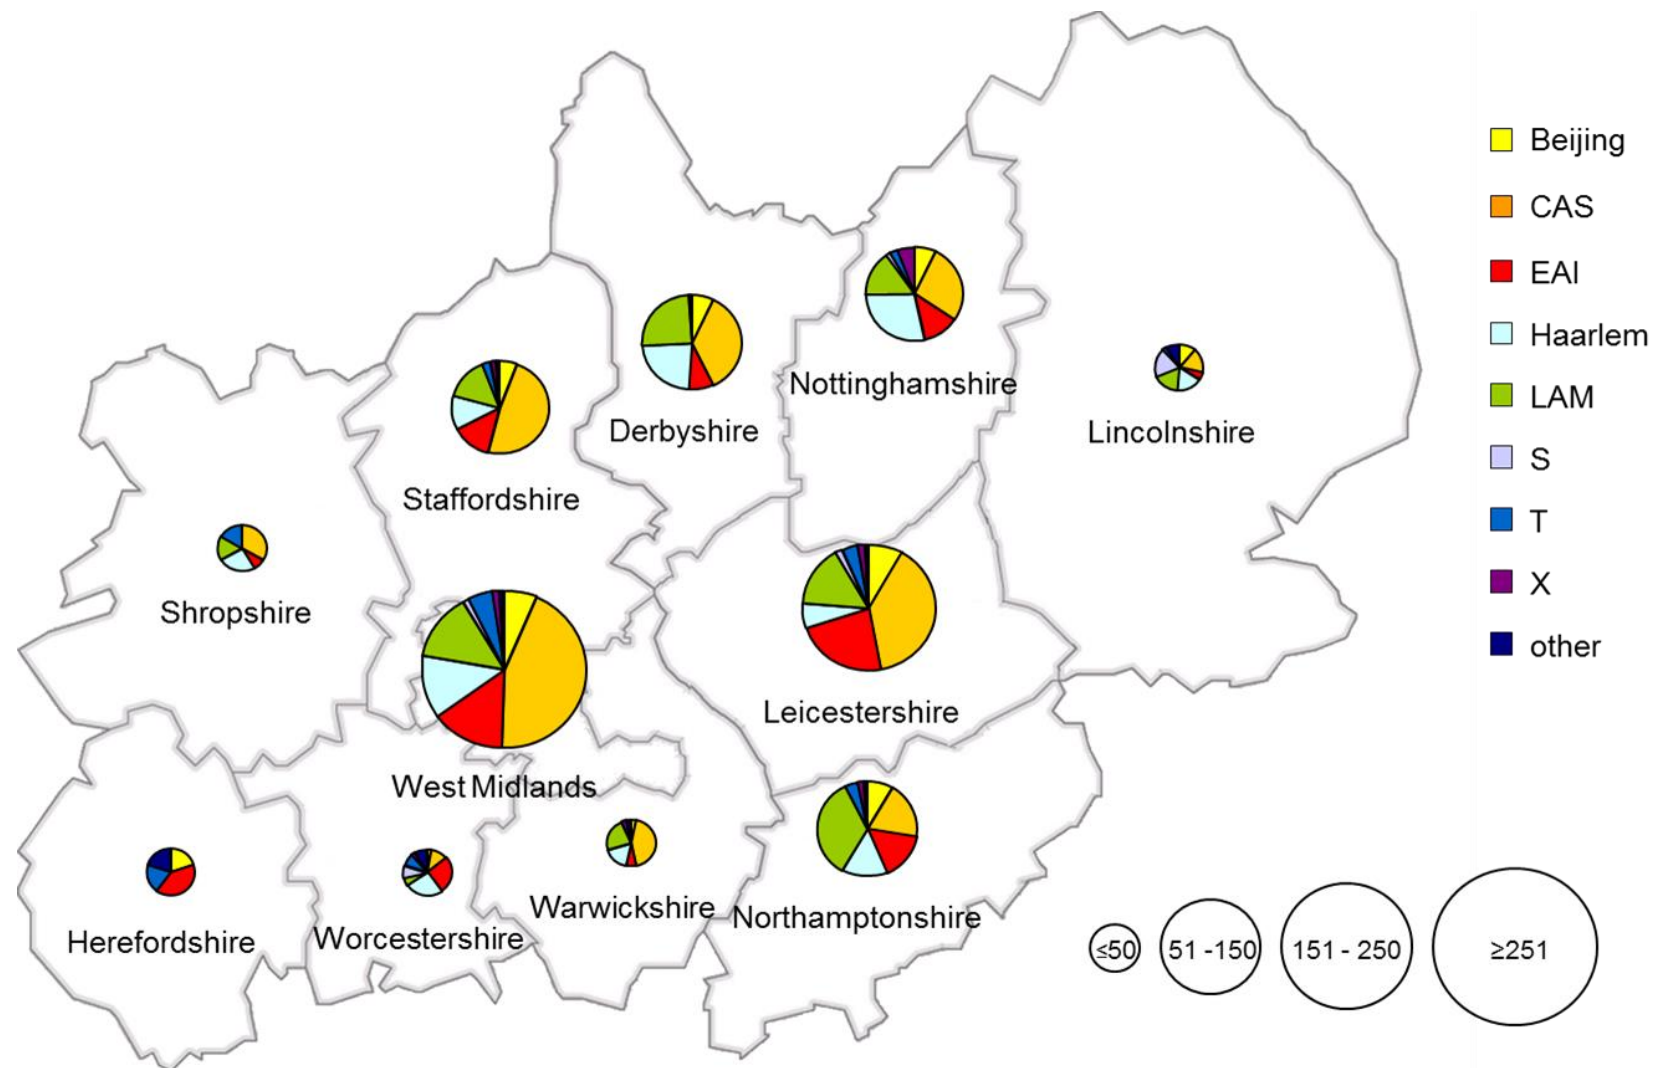 Beijing
CAS
EAI
Haarlem
LAM
S
T
X
other
Nottinghamshire
Derbyshire
Lincolnshire
Staffordshire
Shropshire
Leicestershire
West Midlands
Warwickshire
Northamptonshire
Herefordshire
Worcestershire
≤50
51 -150
151 - 250
≥251